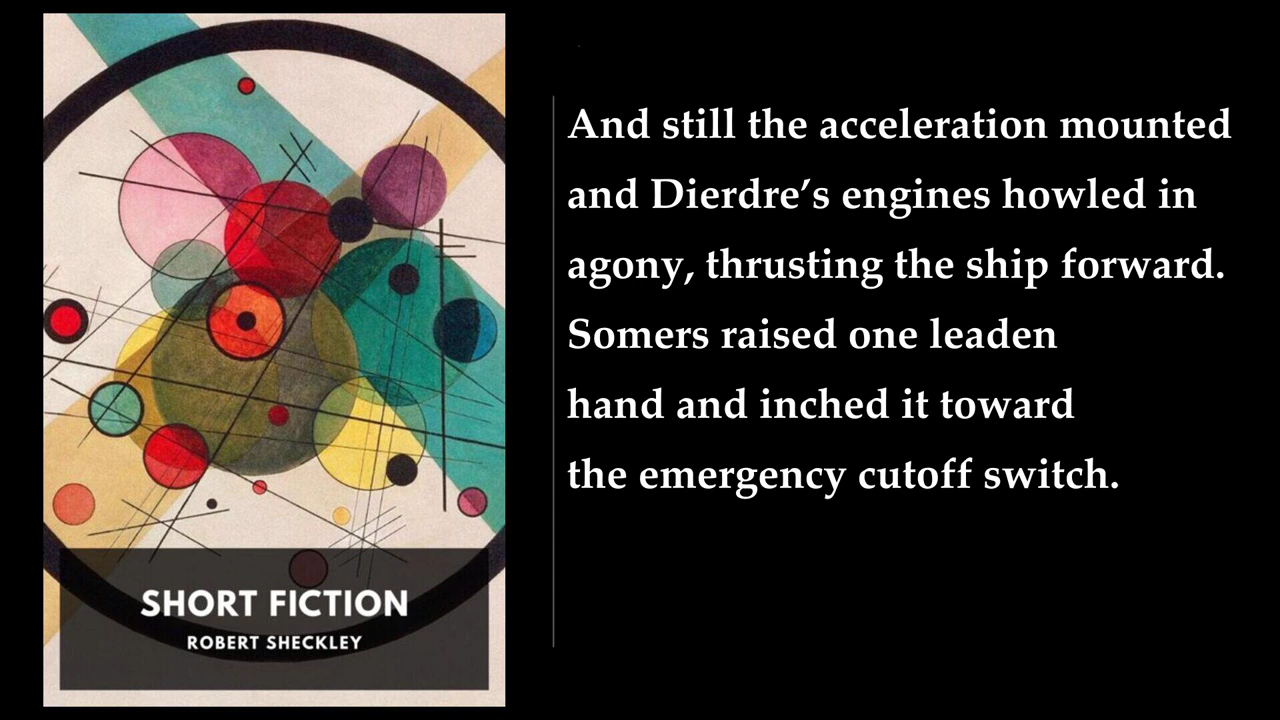 SHORT FICTION
ROBERT SHECKLEY
And still the acceleration mounted
and Dierdre’s engines howled in
agony, thrusting the ship forward.
Somers raised one leaden
hand and inched it toward
the emergency cutoff switch.